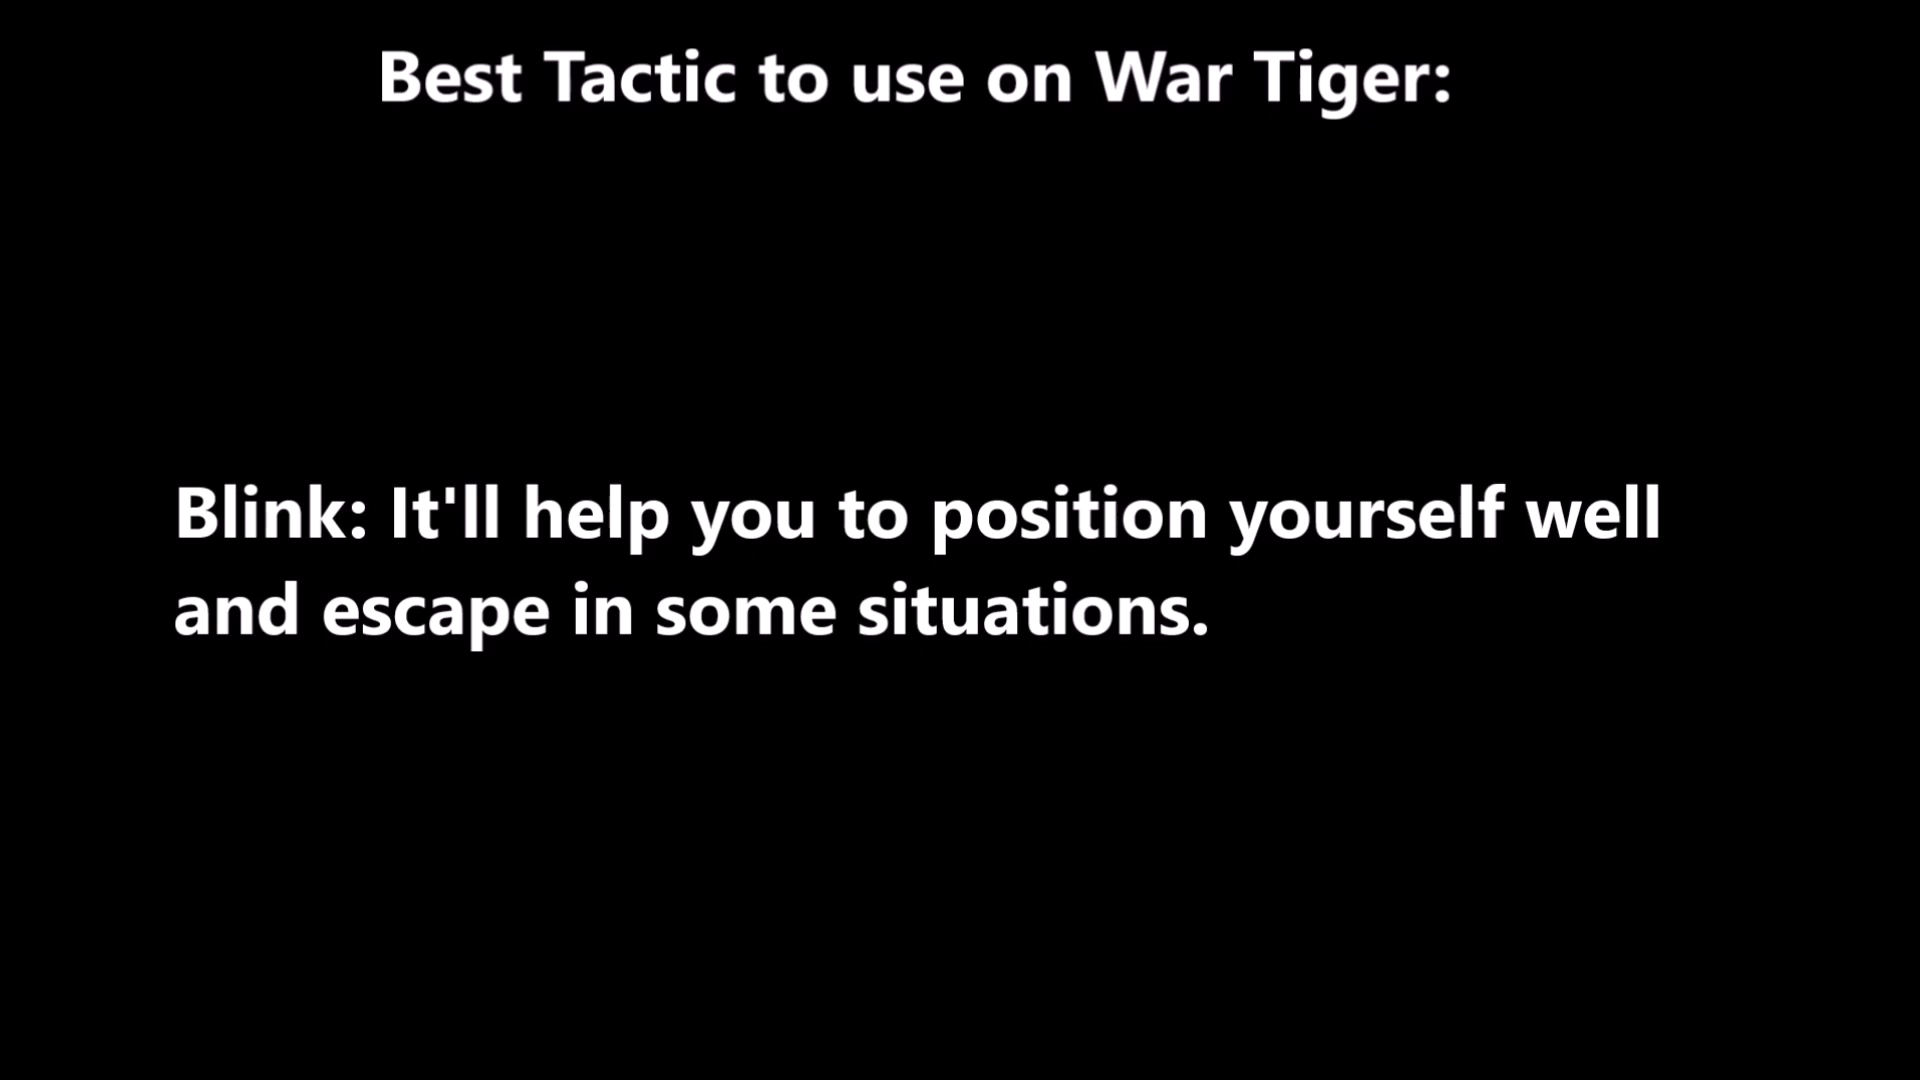 Best Tactic to use on War Tiger:
Blink: It'll help you to position yourself well
and escape in some situations.